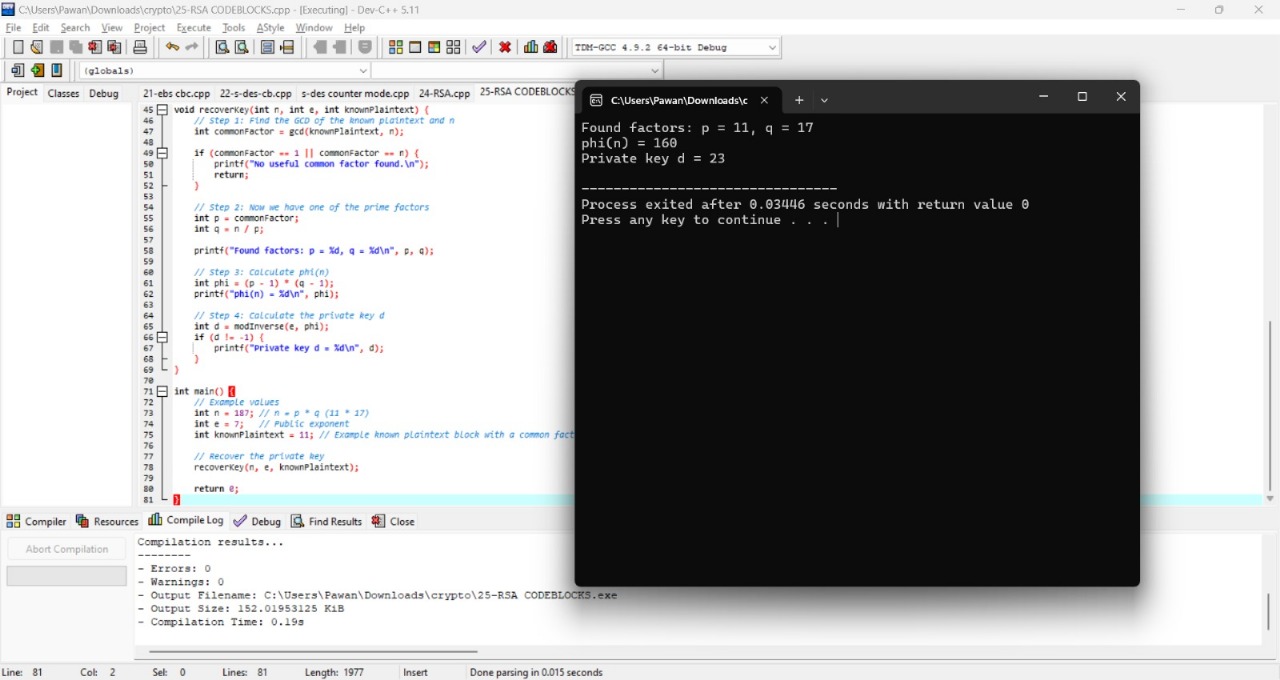 C:\Users\Pawan\Downloads\crypto\25-RSA CODEBLOCKS.cpp - [Executing] - Dev-C++ 5.11
File Edit Search View Project Execute Tools AStyle Window Help
TDM-GCC 4.9.2 64-bit Debug
(globals)
Project Classes Debug
21-ebs cbc.cpp 22-s-des-cb.cpp s-des counter mode.cpp 24-RSA.cpp 25-RSA CODEBLOCKS
45 void recoverKey(int n, int e, int knownPlaintext) {
46 // Step 1: Find the GCD of the known plaintext and n
47 int commonFactor = gcd(knownPlaintext, n);
48
49 if (commonFactor == 1 || commonFactor == n) {
50 printf("No useful common factor found.\n");
51 return;
52 }
53
54 // Step 2: Now we have one of the prime factors
55 int p = commonFactor;
56 int q = n / p;
57
58 printf("Found factors: p = %d, q = %d\n", p, q);
59
60 // Step 3: Calculate phi(n)
61 int phi = (p - 1) * (q - 1);
62 printf("phi(n) = %d\n", phi);
63
64 // Step 4: Calculate the private key d
65 int d = modInverse(e, phi);
66 if (d != -1) {
67 printf("Private key d = %d\n", d);
68 }
69 }
70
71 int main() {
72 // Example values
73 int n = 187; // n = p * q (11 * 17)
74 int e = 7; // Public exponent
75 int knownPlaintext = 11; // Example known plaintext block with a common fact
76
77 // Recover the private key
78 recoverKey(n, e, knownPlaintext);
79
80 return 0;
81 }
C:\Users\Pawan\Downloads\c
Found factors: p = 11, q = 17
phi(n) = 160
Private key d = 23
--------------------------------
Process exited after 0.03446 seconds with return value 0
Press any key to continue . . .
Compiler Resources Compile Log Debug Find Results Close
Abort Compilation
Compilation results...
--------
- Errors: 0
- Warnings: 0
- Output Filename: C:\Users\Pawan\Downloads\crypto\25-RSA CODEBLOCKS.exe
- Output Size: 152.01953125 KiB
- Compilation Time: 0.19s
Line: 81 Col: 2 Sel: 0 Lines: 81 Length: 1977 Insert Done parsing in 0.015 seconds